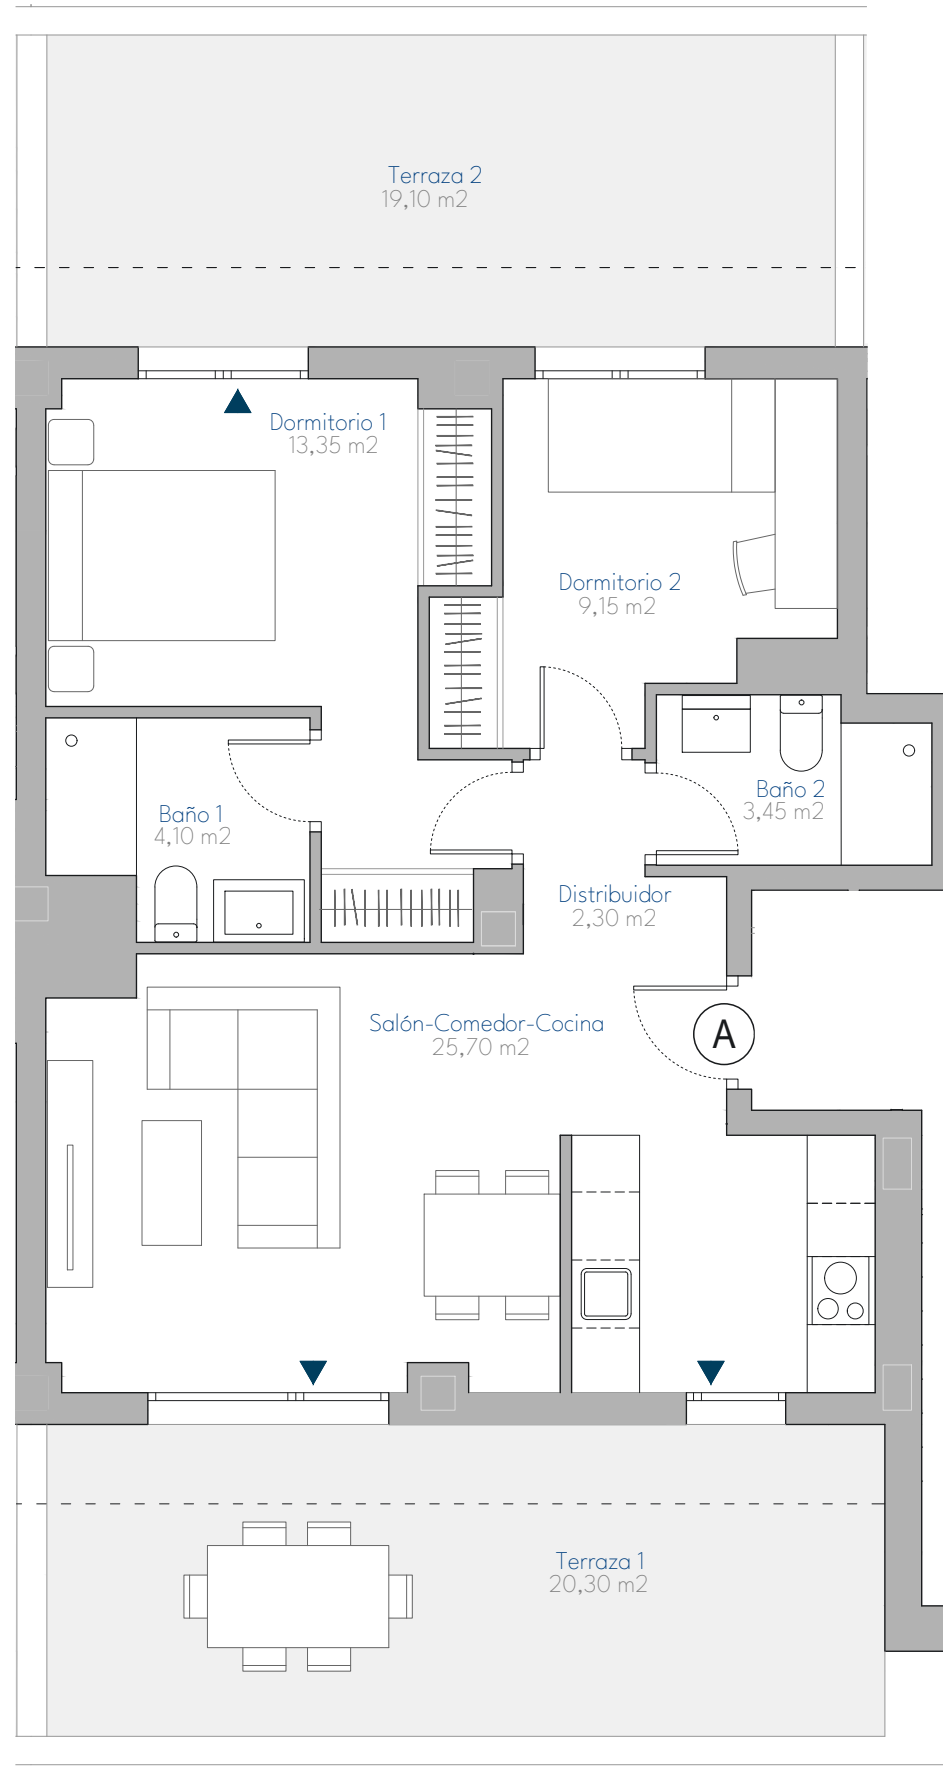 Terraza 2
19,10 m2
Dormitorio 1
13,35 m2
Dormitorio 2
9,15 m2
Baño 2
3,45 m2
Baño 1
4,10 m2
Distribuidor
2,30 m2
Salón-Comedor-Cocina
25,70 m2
A
Terraza 1
20,30 m2